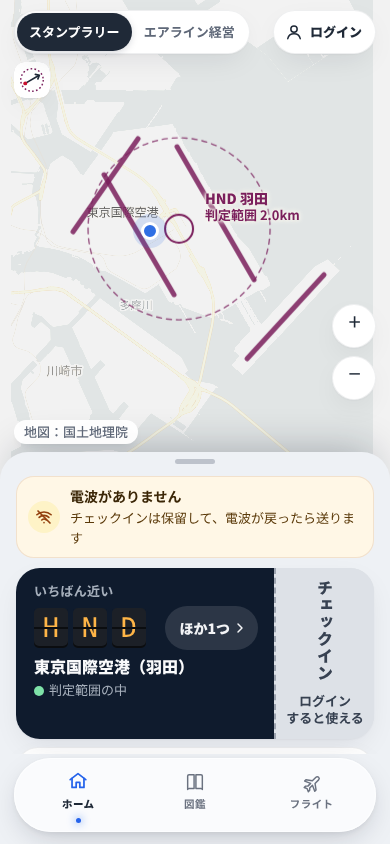 スタンプラリー
エアライン経営
ログイン
HND 羽田
判定範囲 2.0km
東京国際空港
多摩川
川崎市
+
−
地図：国土地理院
電波がありません
チェックインは保留して、電波が戻ったら送りま
す
いちばん近い
HND
ほか1つ
東京国際空港（羽田）
判定範囲の中
チェックイン
ログイン
すると使える
ホーム
図鑑
フライト